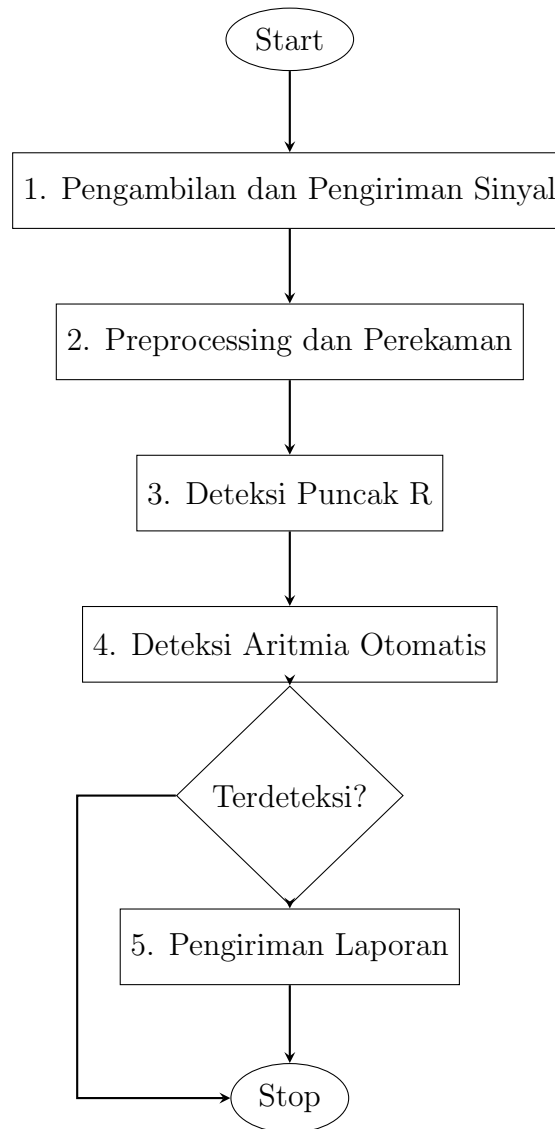 Start
1. Pengambilan dan Pengiriman Sinyal
2. Preprocessing dan Perekaman
3. Deteksi Puncak R
4. Deteksi Aritmia Otomatis
Terdeteksi?
5. Pengiriman Laporan
Stop